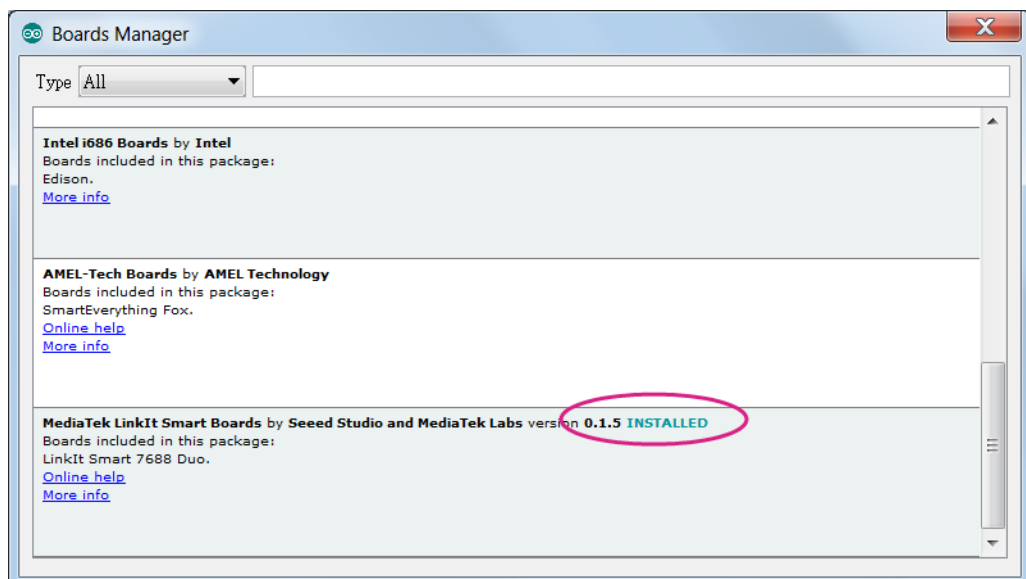 Boards Manager
Type All
Intel i686 Boards by Intel
Boards included in this package:
Edison.
More info
AMEL-Tech Boards by AMEL Technology
Boards included in this package:
SmartEverything Fox.
Online help
More info
MediaTek LinkIt Smart Boards by Seeed Studio and MediaTek Labs version 0.1.5 INSTALLED
Boards included in this package:
LinkIt Smart 7688 Duo.
Online help
More info